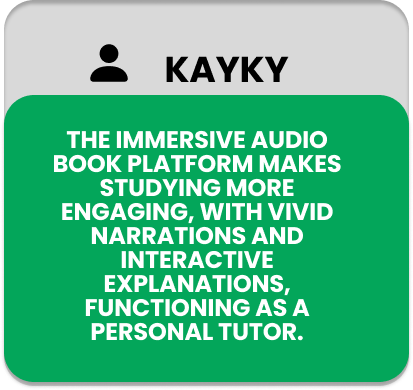 KAYKY
THE IMMERSIVE AUDIO
BOOK PLATFORM MAKES
STUDYING MORE
ENGAGING, WITH VIVID
NARRATIONS AND
INTERACTIVE
EXPLANATIONS,
FUNCTIONING AS A
PERSONAL TUTOR.